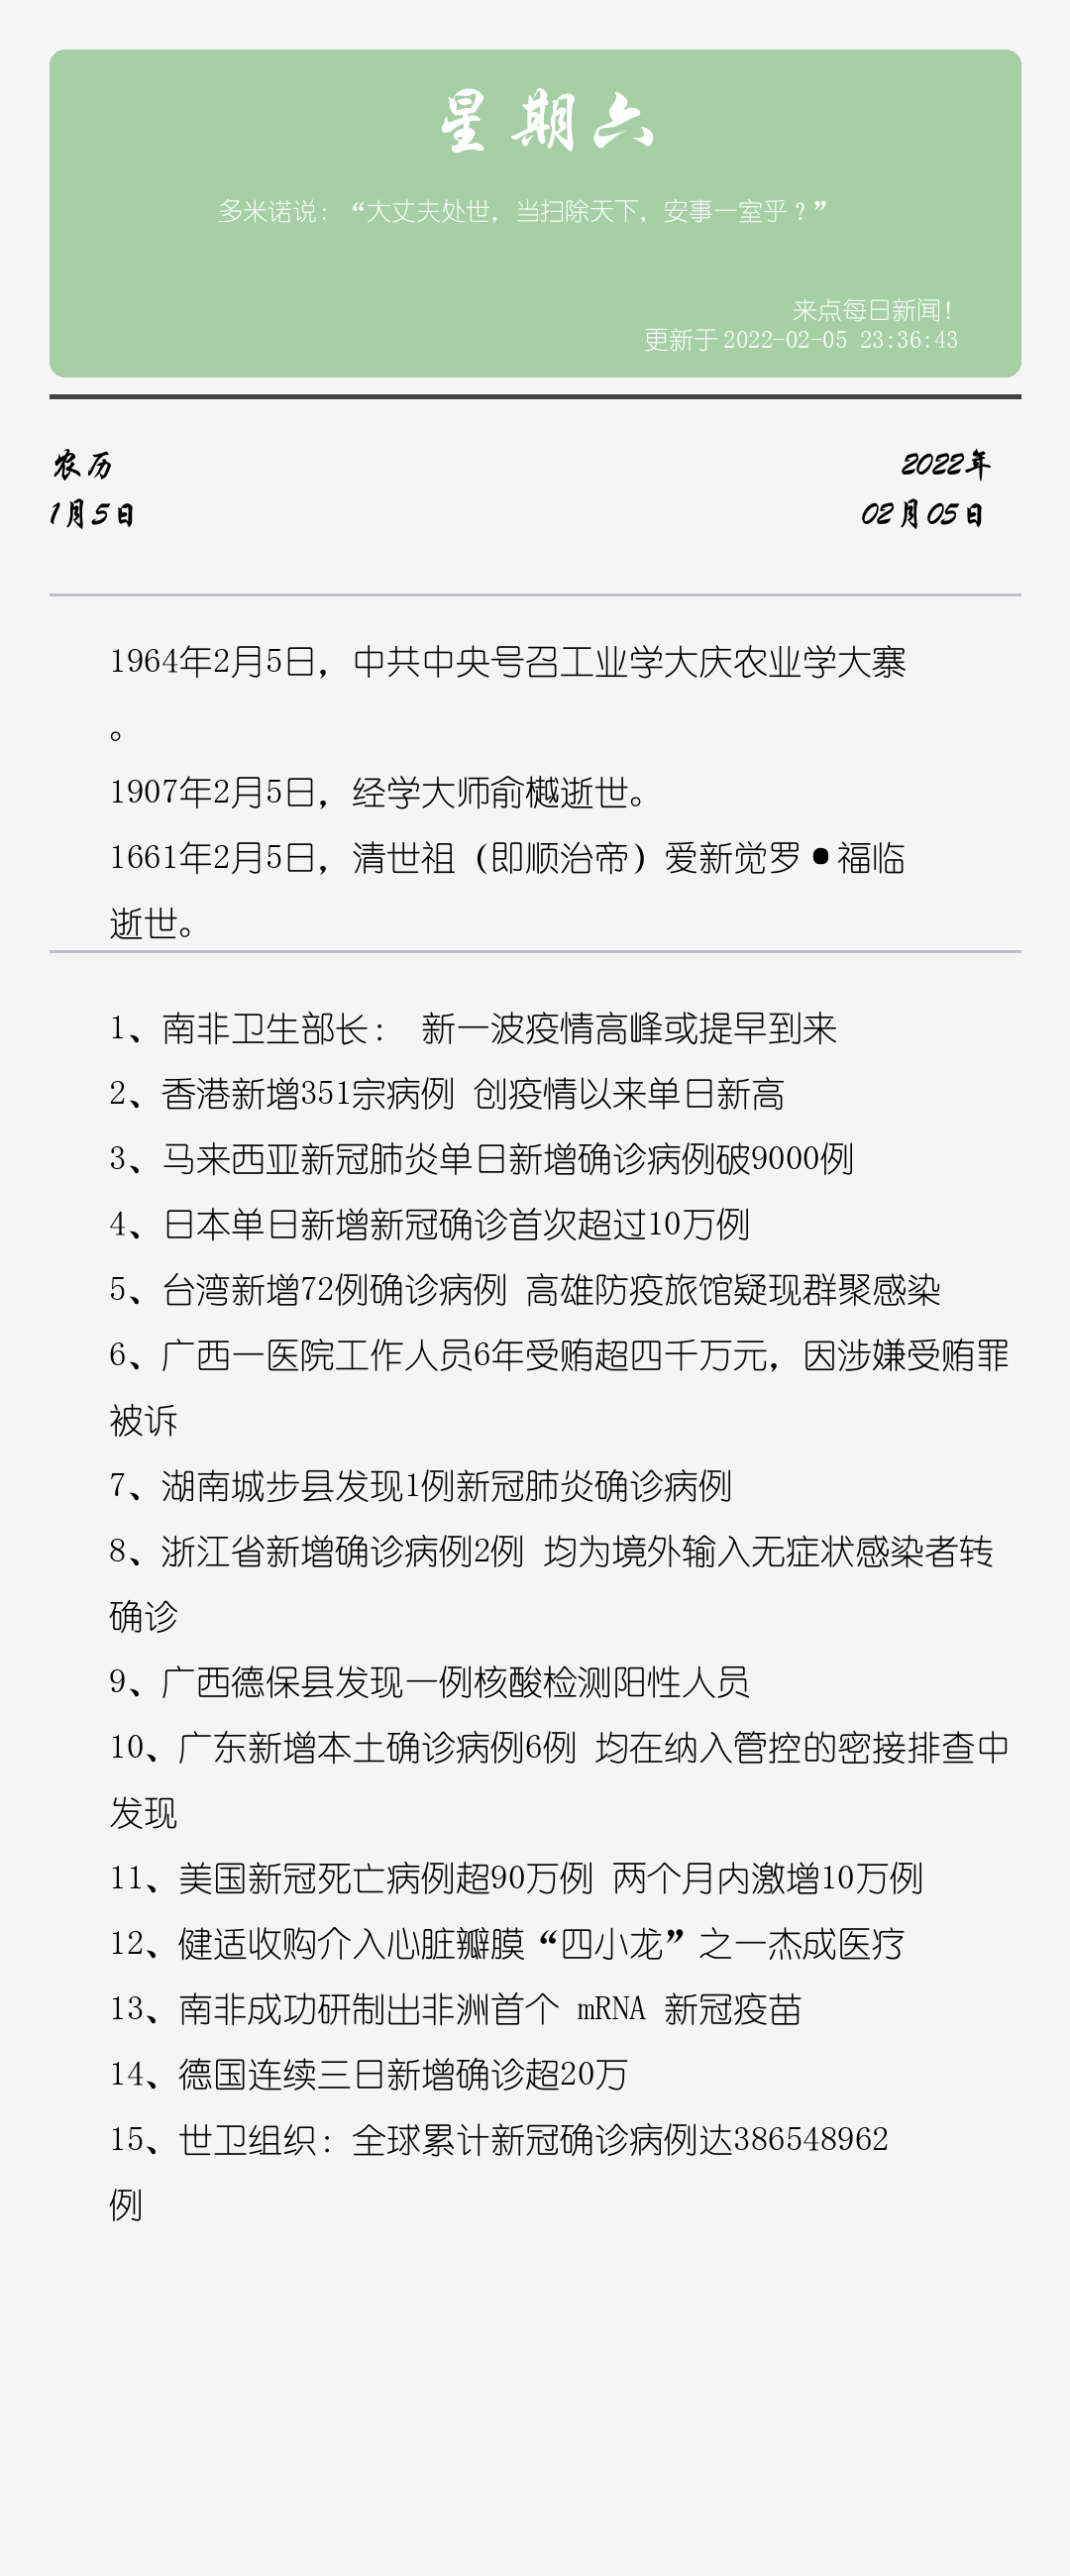 星期六
多米诺说：“大丈夫处世，当扫除天下，安事一室乎？”
来点每日新闻！
更新于 2022-02-05 23:36:43
农历
2022年
1月5日
02月05日
1964年2月5日，中共中央号召工业学大庆农业学大寨
。
1907年2月5日，经学大师俞樾逝世。
1661年2月5日，清世祖（即顺治帝）爱新觉罗•福临
逝世。
1、南非卫生部长： 新一波疫情高峰或提早到来
2、香港新增351宗病例 创疫情以来单日新高
3、马来西亚新冠肺炎单日新增确诊病例破9000例
4、日本单日新增新冠确诊首次超过10万例
5、台湾新增72例确诊病例 高雄防疫旅馆疑现群聚感染
6、广西一医院工作人员6年受贿超四千万元，因涉嫌受贿罪
被诉
7、湖南城步县发现1例新冠肺炎确诊病例
8、浙江省新增确诊病例2例 均为境外输入无症状感染者转
确诊
9、广西德保县发现一例核酸检测阳性人员
10、广东新增本土确诊病例6例 均在纳入管控的密接排查中
发现
11、美国新冠死亡病例超90万例 两个月内激增10万例
12、健适收购介入心脏瓣膜“四小龙”之一杰成医疗
13、南非成功研制出非洲首个 mRNA 新冠疫苗
14、德国连续三日新增确诊超20万
15、世卫组织：全球累计新冠确诊病例达386548962
例